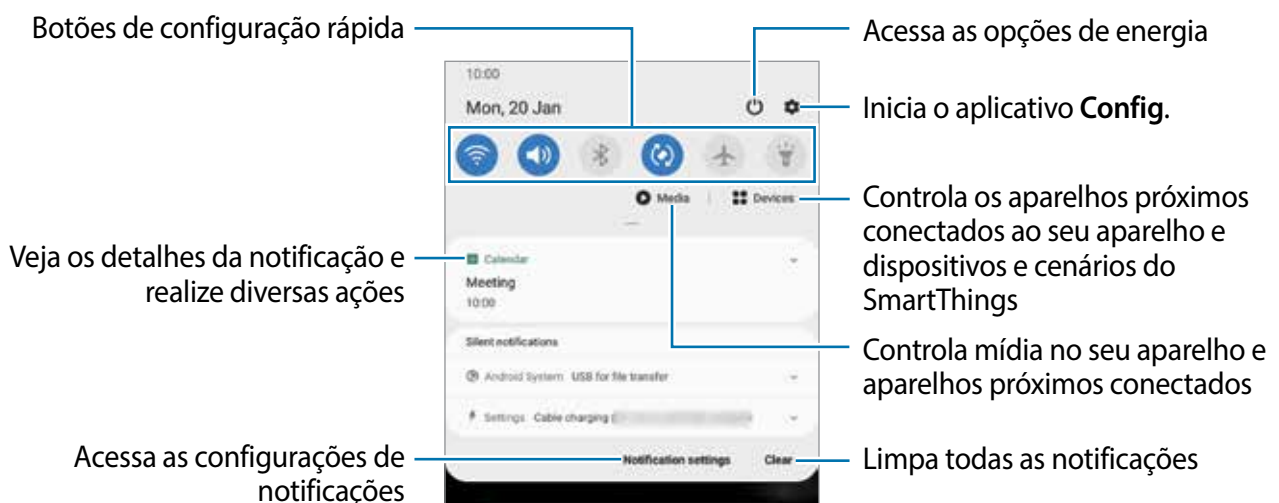 Botões de configuração rápida
Acessa as opções de energia
10:00
Mon, 20 Jan
Inicia o aplicativo Config.
Media
Devices
Controla os aparelhos próximos
conectados ao seu aparelho e
dispositivos e cenários do
SmartThings
Veja os detalhes da notificação e
realize diversas ações
Calendar
Meeting
10:00
Silent notifications
Controla mídia no seu aparelho e
aparelhos próximos conectados
Android System USB for file transfer
Settings Cable charging (
Acessa as configurações de
notificações
Notification settings
Clear
Limpa todas as notificações